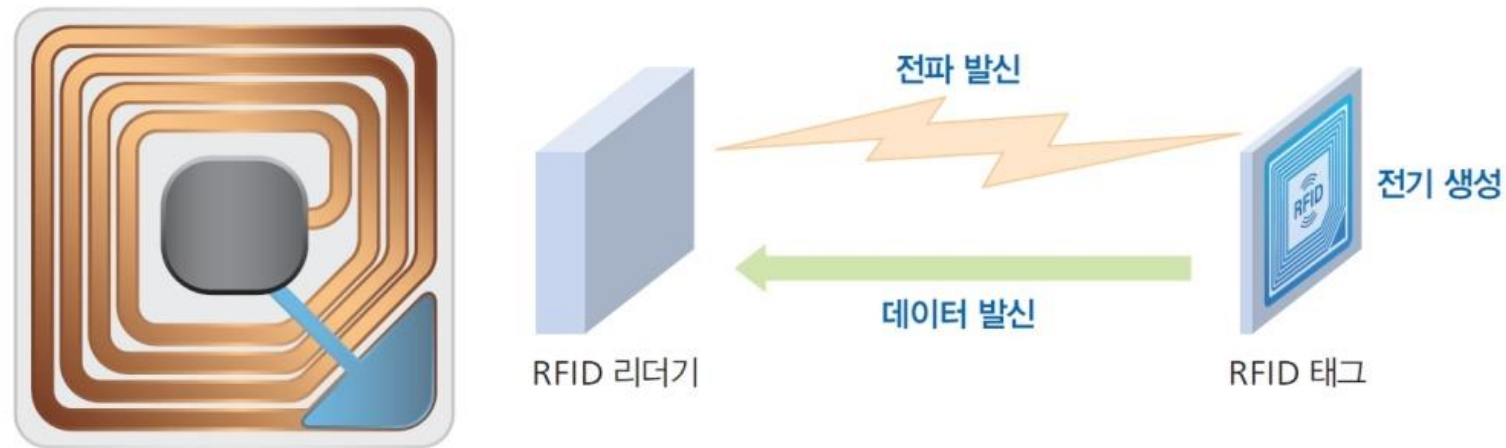 전파 발신
RFID
전기 생성
데이터 발신
RFID 리더기
RFID 태그